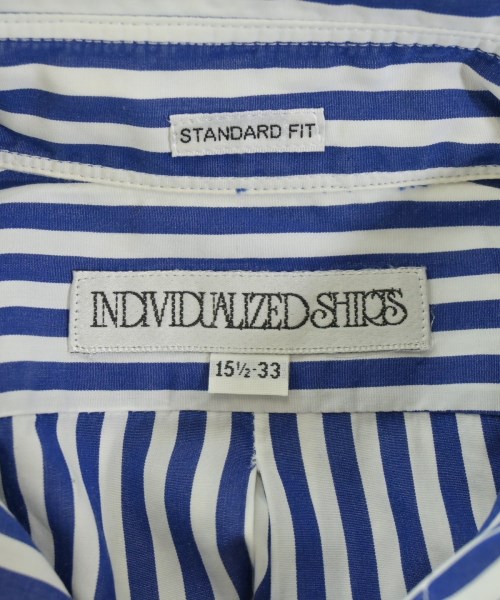 STANDARD FIT
INDIVIDUALIZED SHIRTS
15½-33